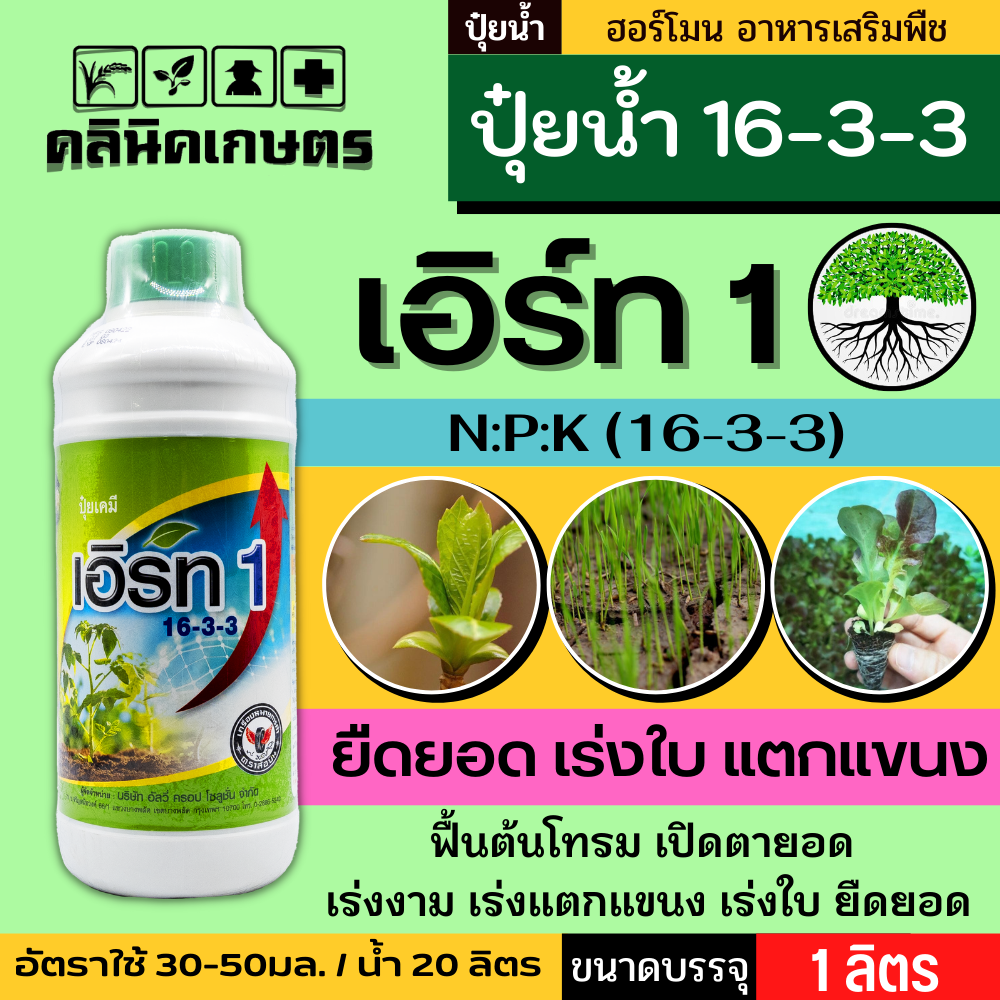 ปุ๋ยน้ำ
ฮอร์โมน อาหารเสริมพืช
ปุ๋ยน้ำ 16-3-3
คลินิคเกษตร
เอิร์ท 1
N:P:K (16-3-3)
ปุ๋ยเคมี
เอิร์ท 1
16-3-3
ยืดยอด เร่งใบ แตกแขนง
ฟื้นต้นโทรม เปิดตายอด
เร่งงาม เร่งแตกแขนง เร่งใบ ยืดยอด
อัตราใช้ 30-50มล. / น้ำ 20 ลิตร
ขนาดบรรจุ
1 ลิตร